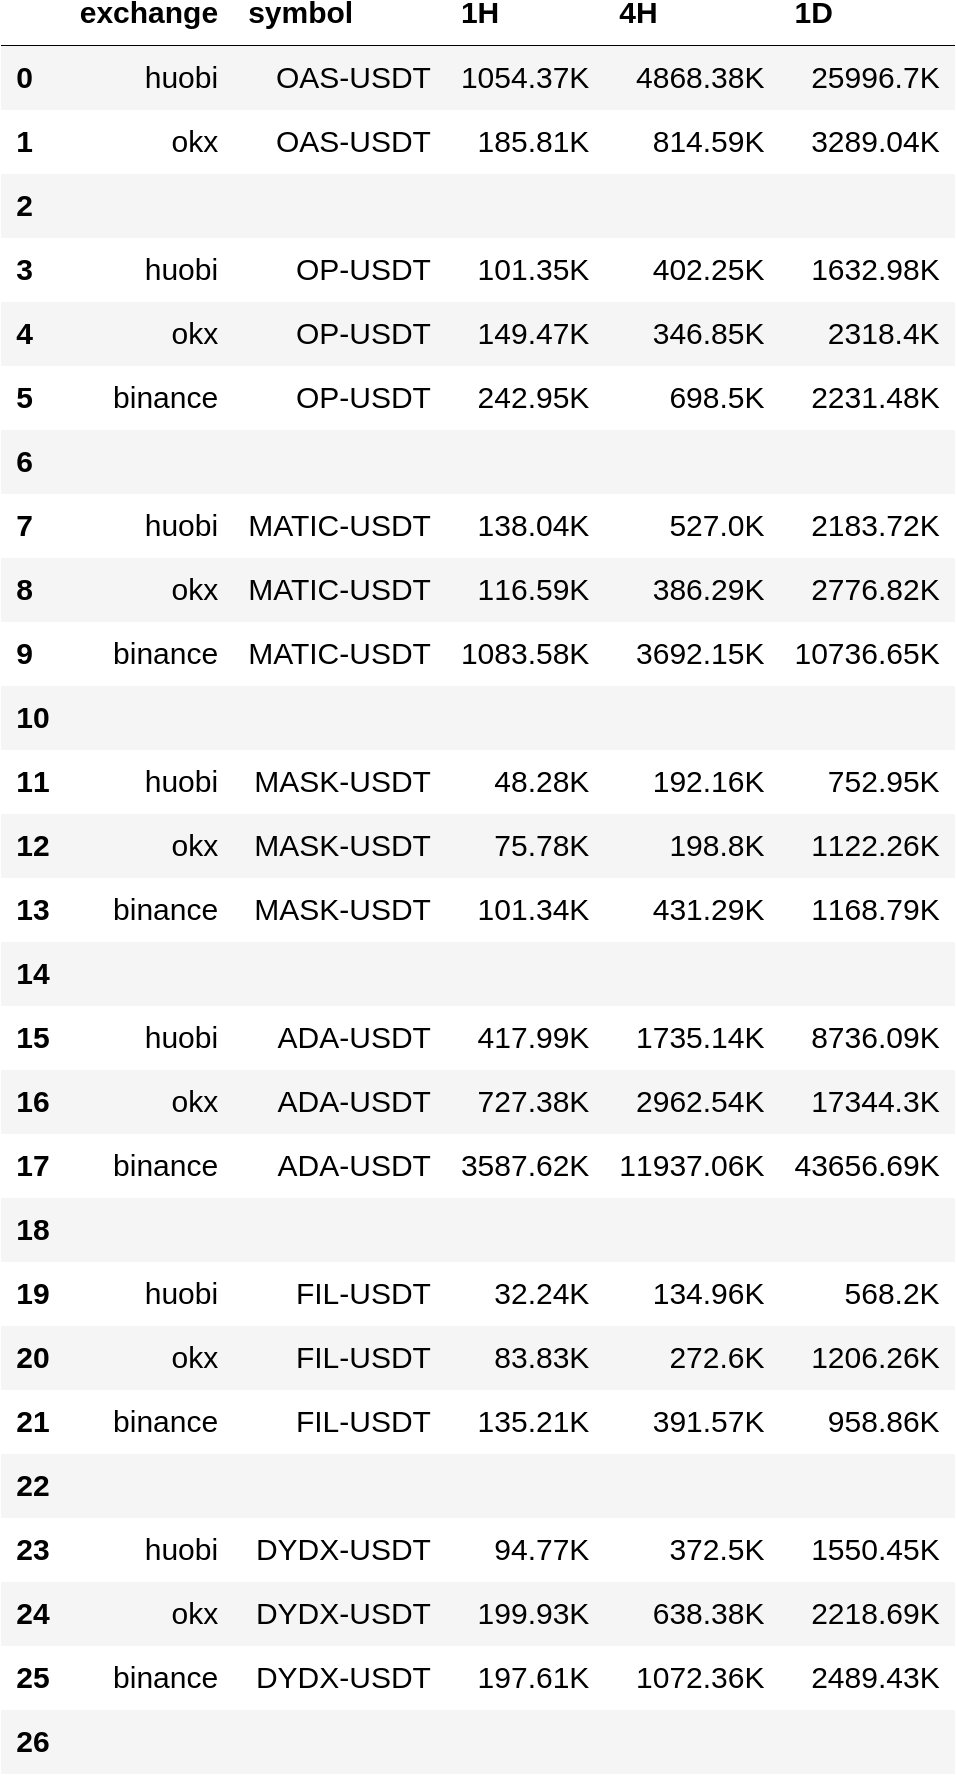 exchange symbol 1H 4H 1D
0 huobi OAS-USDT 1054.37K 4868.38K 25996.7K
1 okx OAS-USDT 185.81K 814.59K 3289.04K
2
3 huobi OP-USDT 101.35K 402.25K 1632.98K
4 okx OP-USDT 149.47K 346.85K 2318.4K
5 binance OP-USDT 242.95K 698.5K 2231.48K
6
7 huobi MATIC-USDT 138.04K 527.0K 2183.72K
8 okx MATIC-USDT 116.59K 386.29K 2776.82K
9 binance MATIC-USDT 1083.58K 3692.15K 10736.65K
10
11 huobi MASK-USDT 48.28K 192.16K 752.95K
12 okx MASK-USDT 75.78K 198.8K 1122.26K
13 binance MASK-USDT 101.34K 431.29K 1168.79K
14
15 huobi ADA-USDT 417.99K 1735.14K 8736.09K
16 okx ADA-USDT 727.38K 2962.54K 17344.3K
17 binance ADA-USDT 3587.62K 11937.06K 43656.69K
18
19 huobi FIL-USDT 32.24K 134.96K 568.2K
20 okx FIL-USDT 83.83K 272.6K 1206.26K
21 binance FIL-USDT 135.21K 391.57K 958.86K
22
23 huobi DYDX-USDT 94.77K 372.5K 1550.45K
24 okx DYDX-USDT 199.93K 638.38K 2218.69K
25 binance DYDX-USDT 197.61K 1072.36K 2489.43K
26